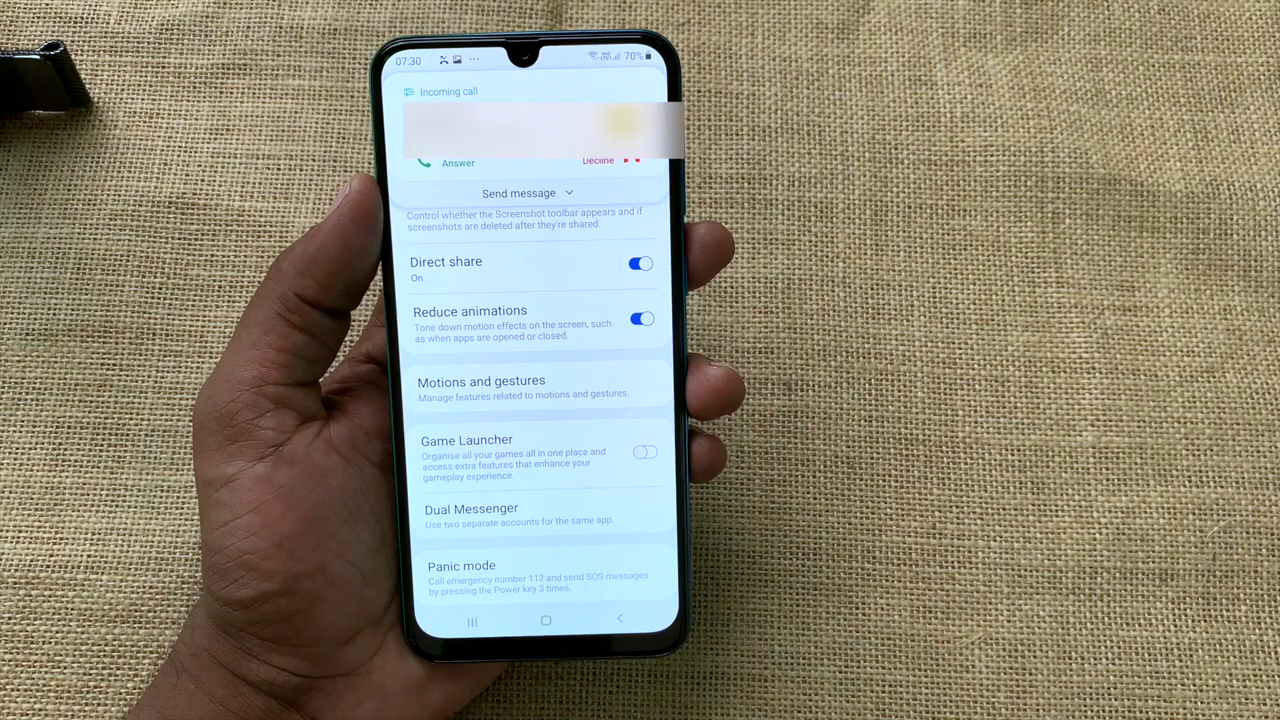 07:30 ... 70%
Incoming call
Answer Decline
Send message
Control whether the Screenshot toolbar appears and if
screenshots are deleted after they're shared.
Direct share
On
Reduce animations
Tone down motion effects on the screen, such
as when apps are opened or closed.
Motions and gestures
Manage features related to motions and gestures.
Game Launcher
Organise all your games all in one place and
access extra features that enhance your
gameplay experience.
Dual Messenger
Use two separate accounts for the same app.
Panic mode
Call emergency number 112 and send SOS messages
by pressing the Power key 3 times.